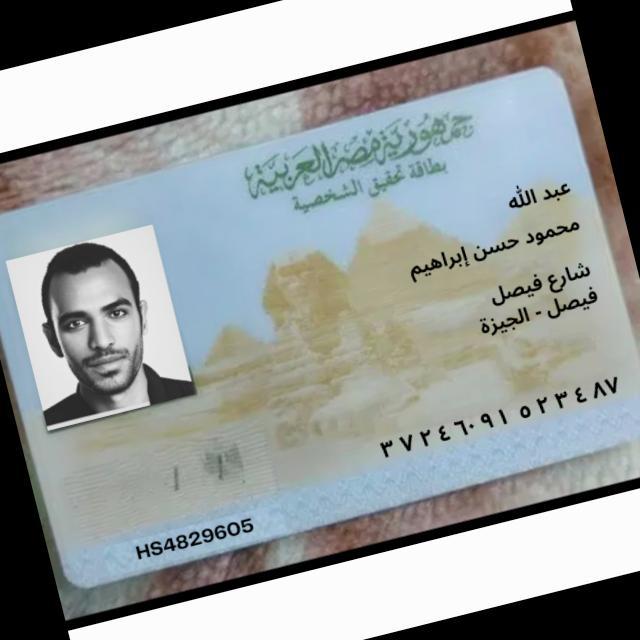 جمهورية مصر العربية
بطاقة تحقيق الشخصية
عبد الله
محمود حسن إبراهيم
شارع فيصل
فيصل - الجيزة
٣٧٢٤٦٠٩١٥٢٣٤٨٧
HS4829605